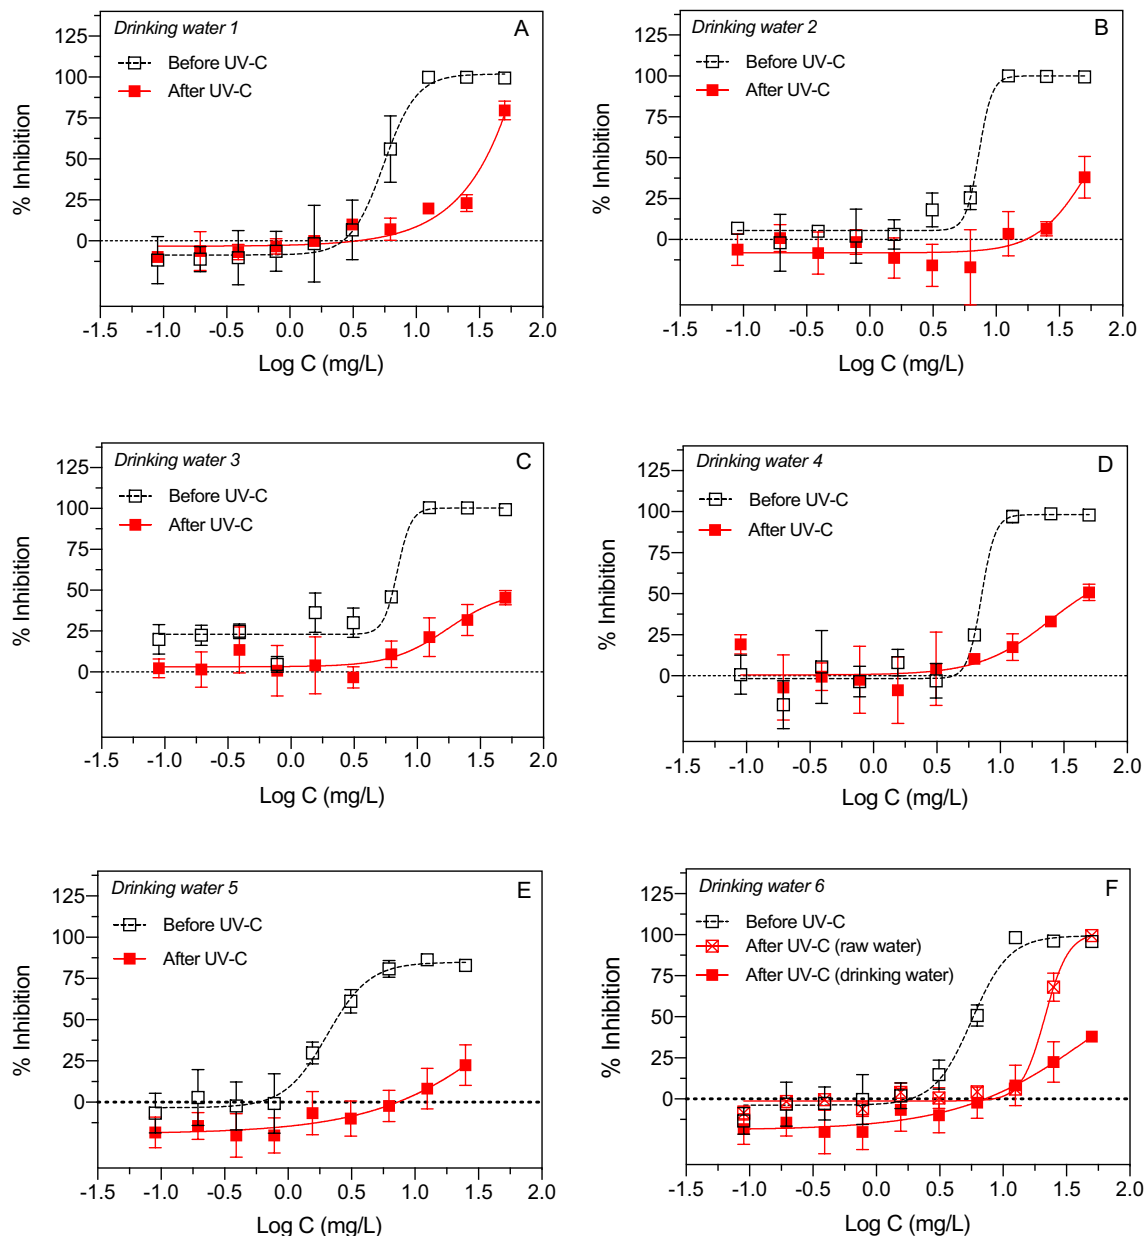 Drinking water 1
A
Before UV-C
After UV-C
% Inhibition
125
100
75
50
25
0
-1.5 -1.0 -0.5 0.0 0.5 1.0 1.5 2.0
Log C (mg/L)
Drinking water 2
B
Before UV-C
After UV-C
% Inhibition
125
100
75
50
25
0
-1.5 -1.0 -0.5 0.0 0.5 1.0 1.5 2.0
Log C (mg/L)
Drinking water 3
C
Before UV-C
After UV-C
% Inhibition
125
100
75
50
25
0
-1.5 -1.0 -0.5 0.0 0.5 1.0 1.5 2.0
Log C (mg/L)
Drinking water 4
D
Before UV-C
After UV-C
% Inhibition
125
100
75
50
25
0
-1.5 -1.0 -0.5 0.0 0.5 1.0 1.5 2.0
Log C (mg/L)
Drinking water 5
E
Before UV-C
After UV-C
% Inhibition
125
100
75
50
25
0
-1.5 -1.0 -0.5 0.0 0.5 1.0 1.5 2.0
Log C (mg/L)
Drinking water 6
F
Before UV-C
After UV-C (raw water)
After UV-C (drinking water)
% Inhibition
125
100
75
50
25
0
-1.5 -1.0 -0.5 0.0 0.5 1.0 1.5 2.0
Log C (mg/L)